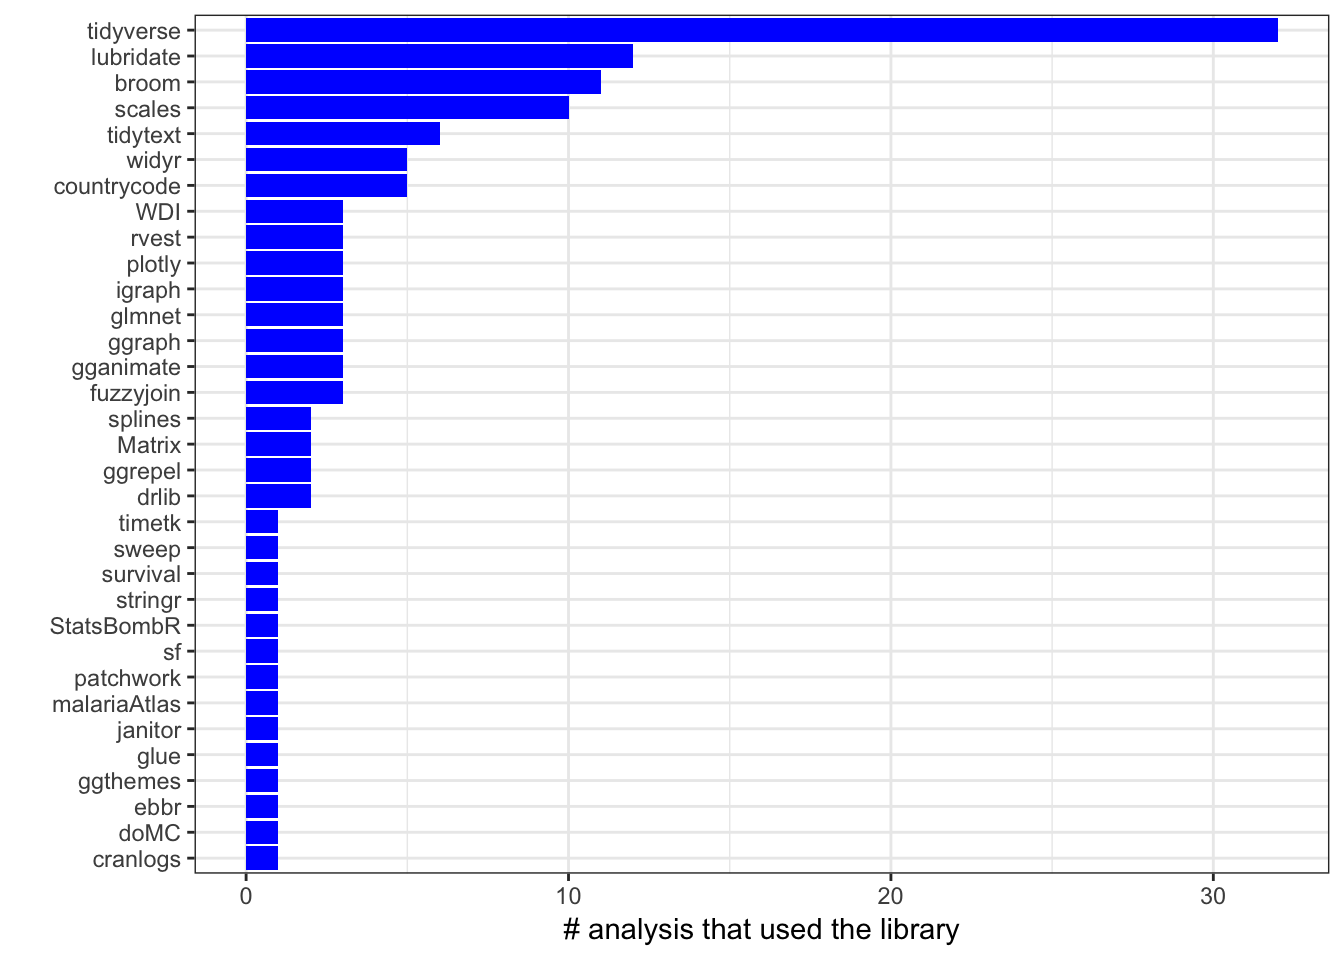 tidyverse
lubridate
broom
scales
tidytext
widyr
countrycode
WDI
rvest
plotly
igraph
glmnet
ggraph
gganimate
fuzzyjoin
splines
Matrix
ggrepel
drlib
timetk
sweep
survival
stringr
StatsBombR
sf
patchwork
malariaAtlas
janitor
glue
ggthemes
ebbr
doMC
cranlogs
0 10 20 30
# analysis that used the library